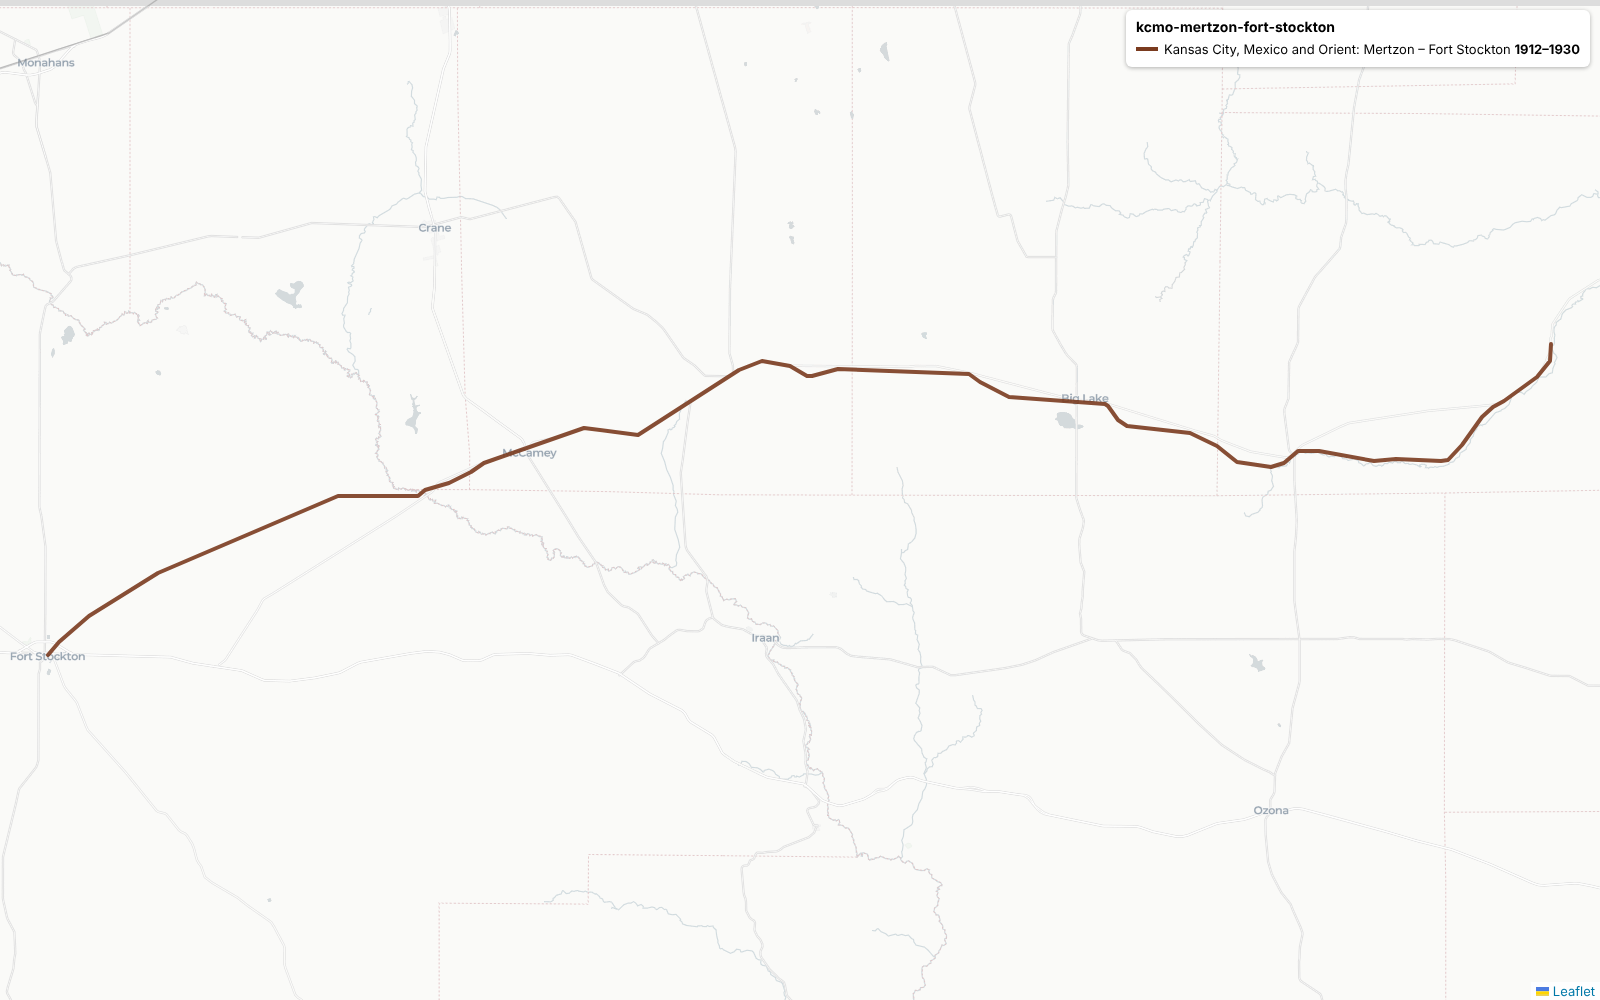 kcmo-mertzon-fort-stockton
Kansas City, Mexico and Orient: Mertzon – Fort Stockton 1912–1930
Monahans
Crane
Big Lake
McCamey
Iraan
Fort Stockton
Ozona
Leaflet